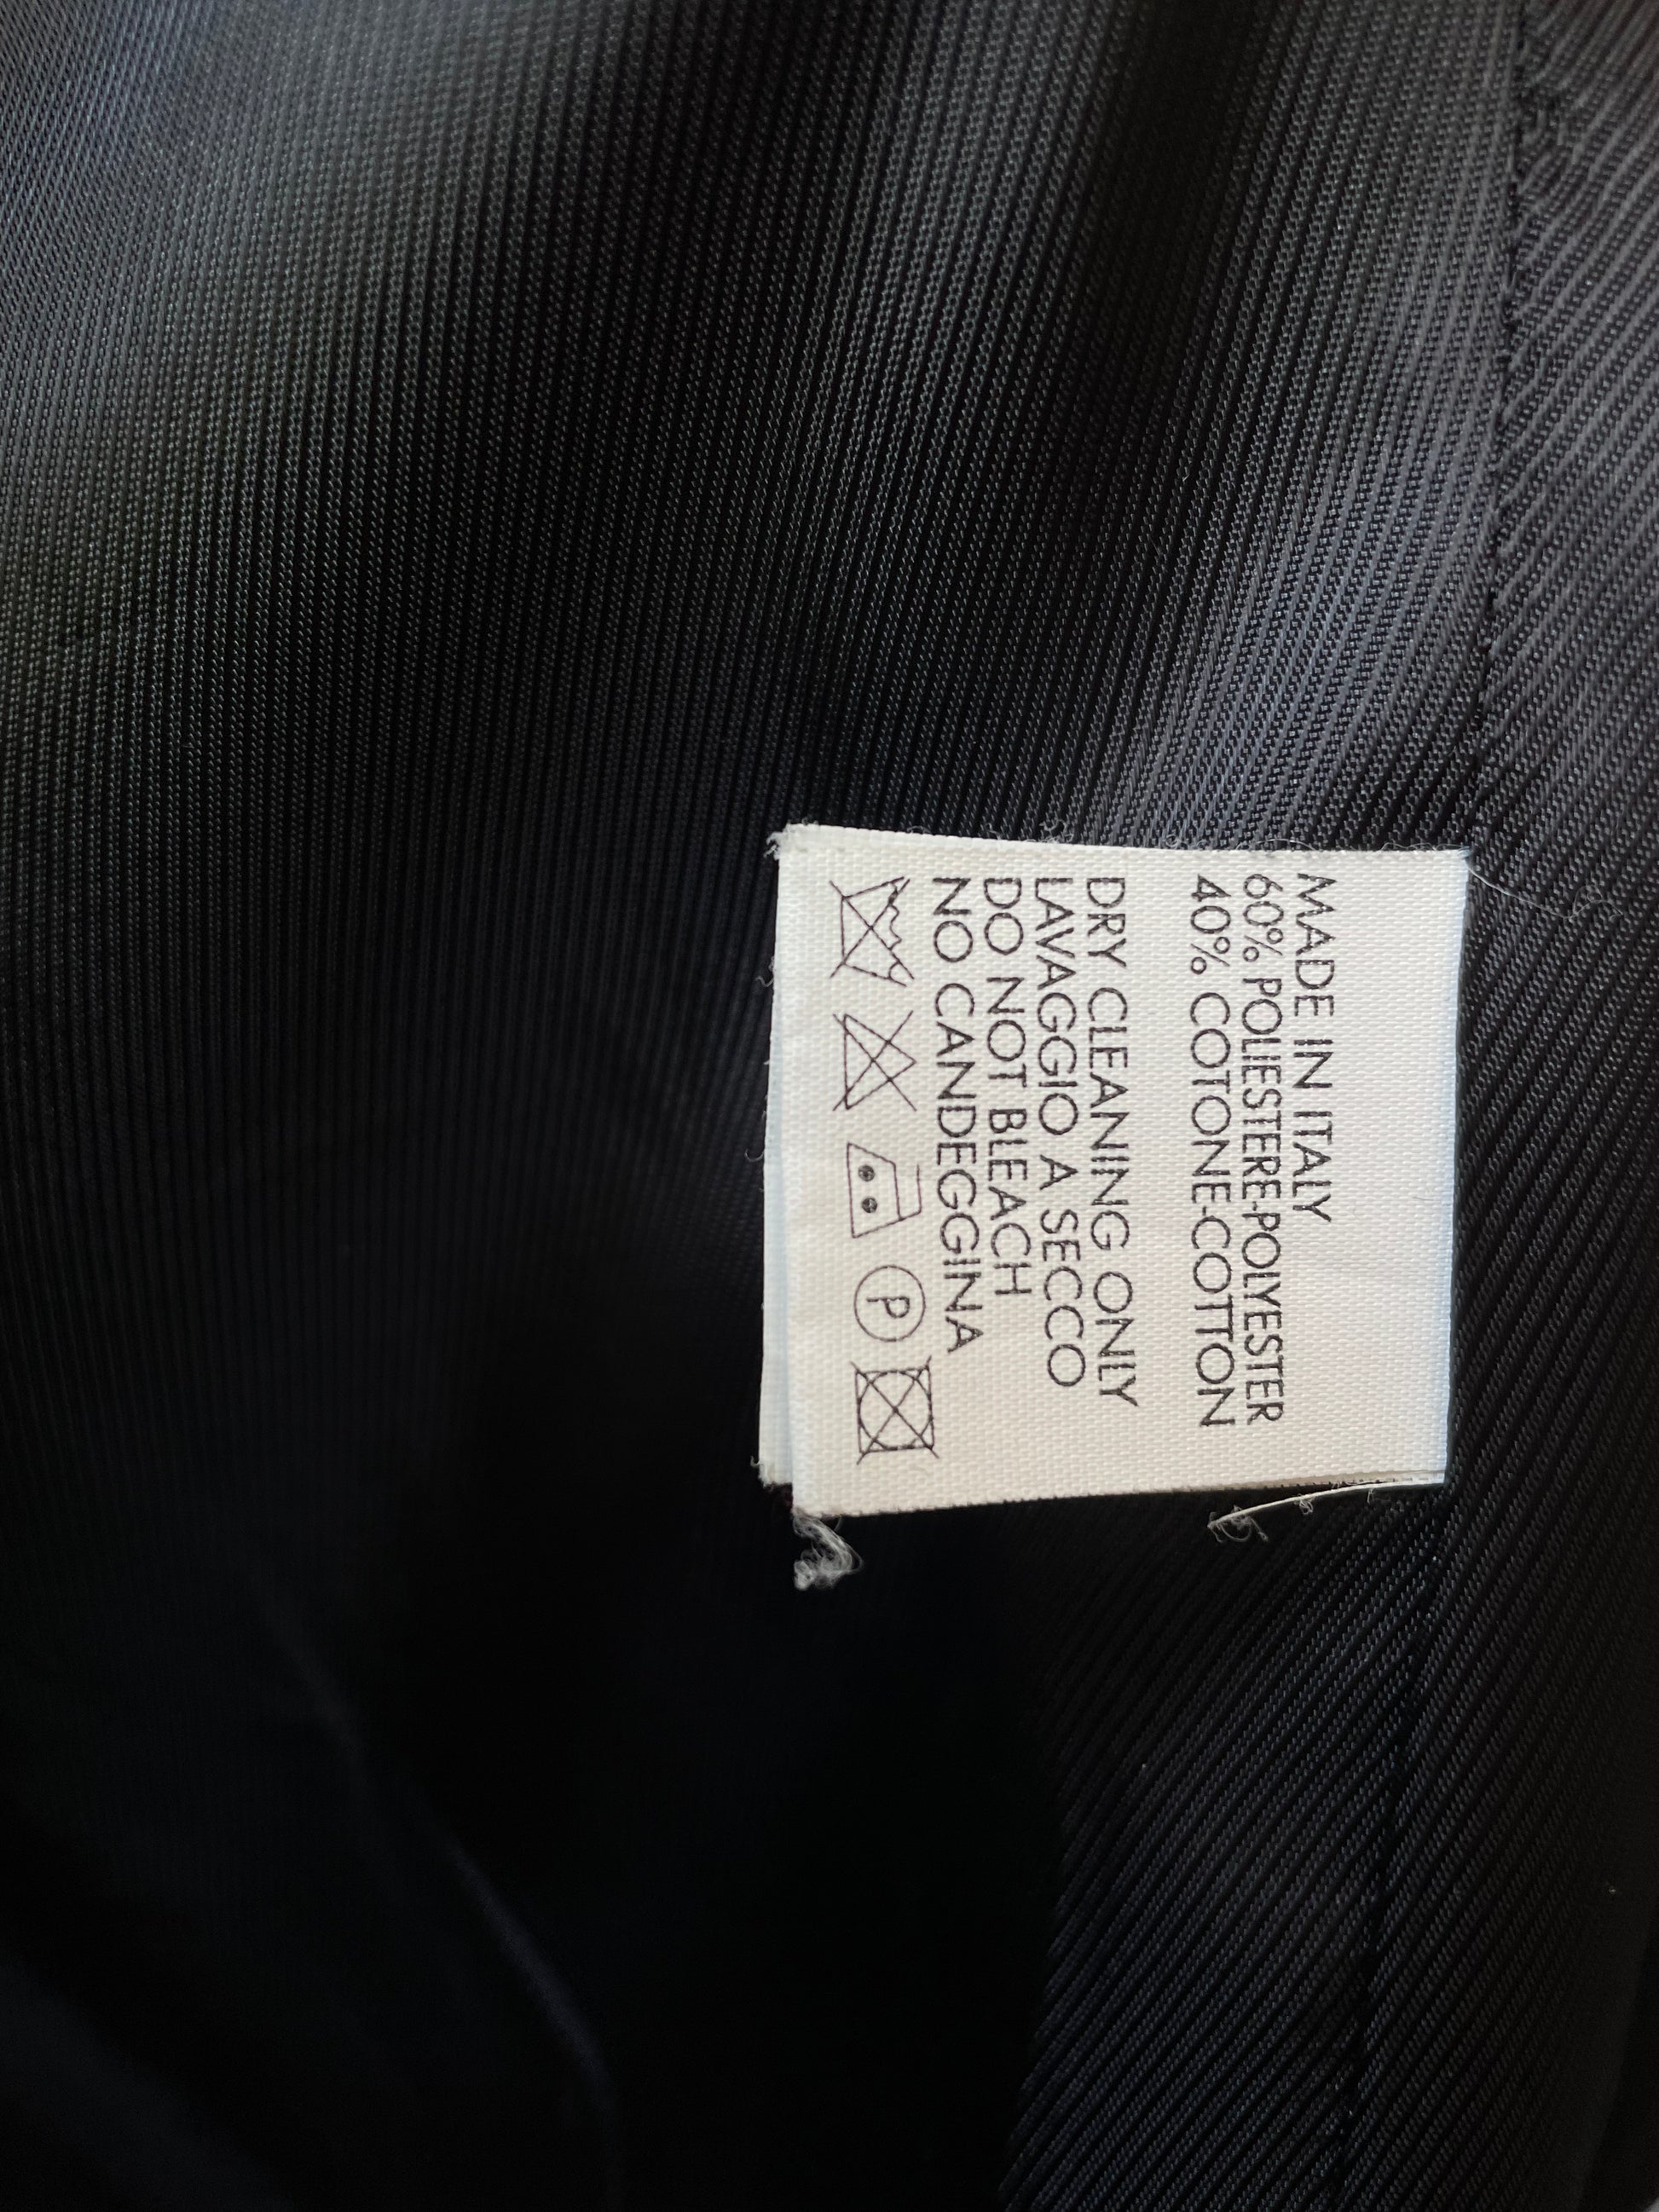 MADE IN ITALY
60% POLIESTERE-POLYESTER
40% COTONE-COTTON
DRY CLEANING ONLY
LAVAGGIO A SECCO
DO NOT BLEACH
NO CANDEGGINA
P